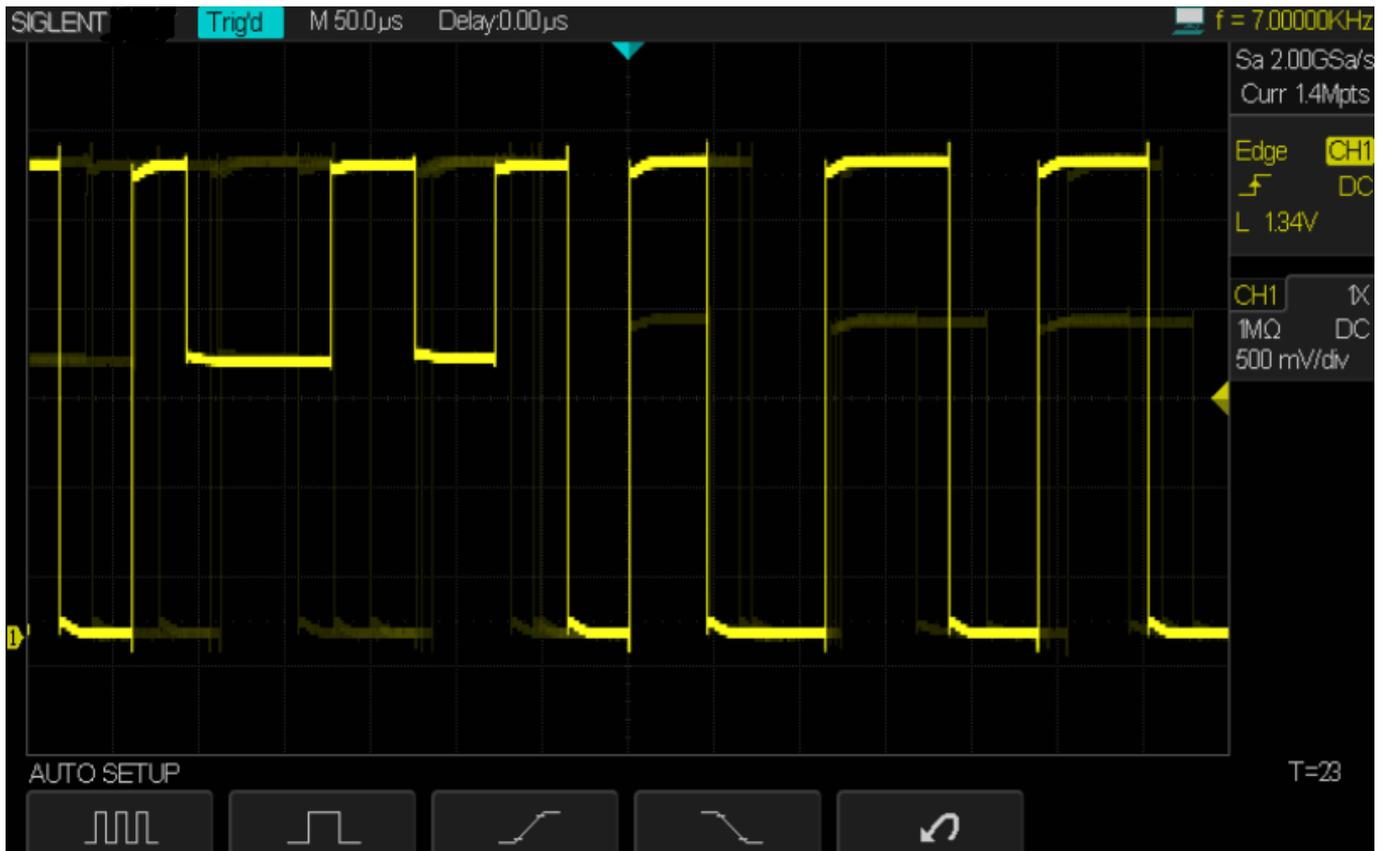 SIGLENT Trig'd M 50.0µs Delay:0.00µs f = 7.00000KHz
Sa 2.00GSa/s
Curr 1.4Mpts
Edge CH1
DC
L 1.34V
CH1 1X
1MΩ DC
500 mV/div
1
AUTO SETUP T=23